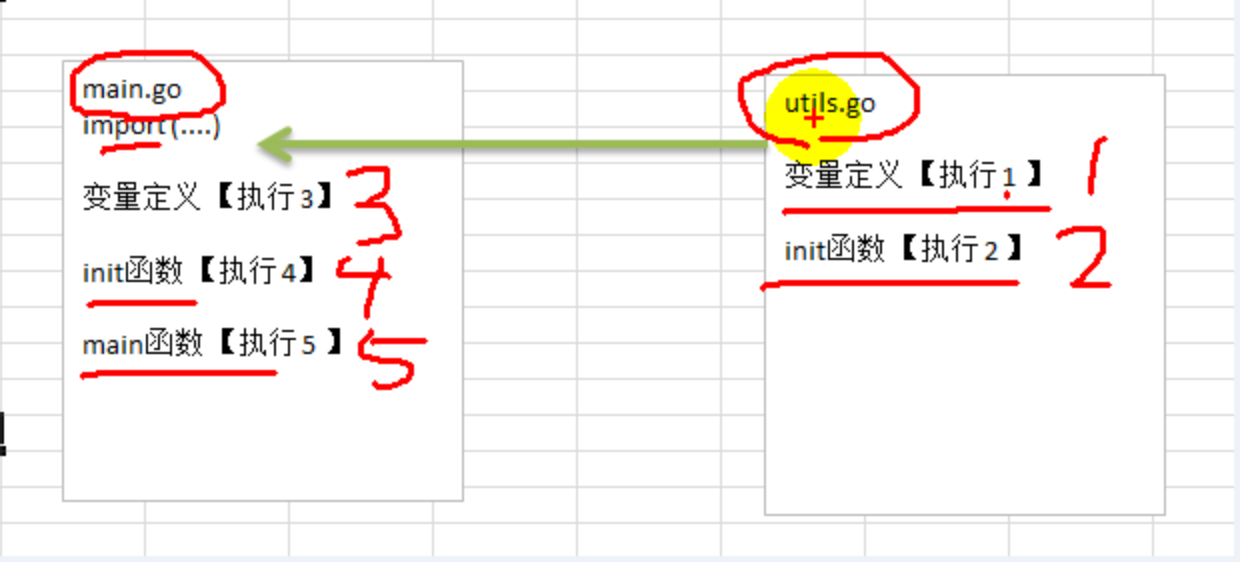 main.go
import (....)
变量定义【执行3】 3
init函数【执行4】 4
main函数【执行5 】 5
utils.go
变量定义【执行1 】 1
init函数【执行2 】 2